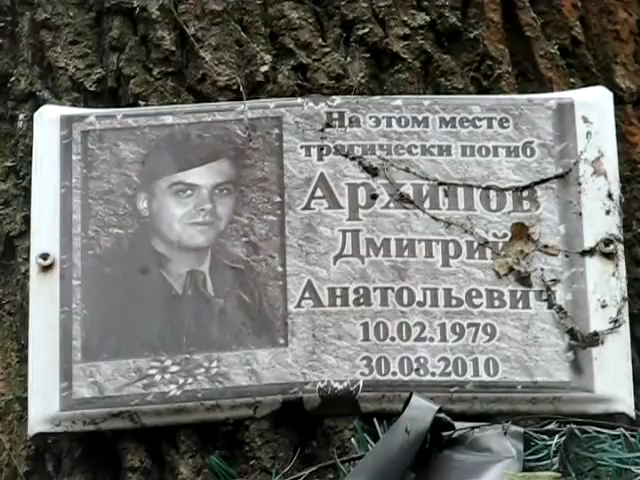 На этом месте
трагически погиб
Архипов
Дмитрий
Анатольевич
10.02.1979
30.08.2010